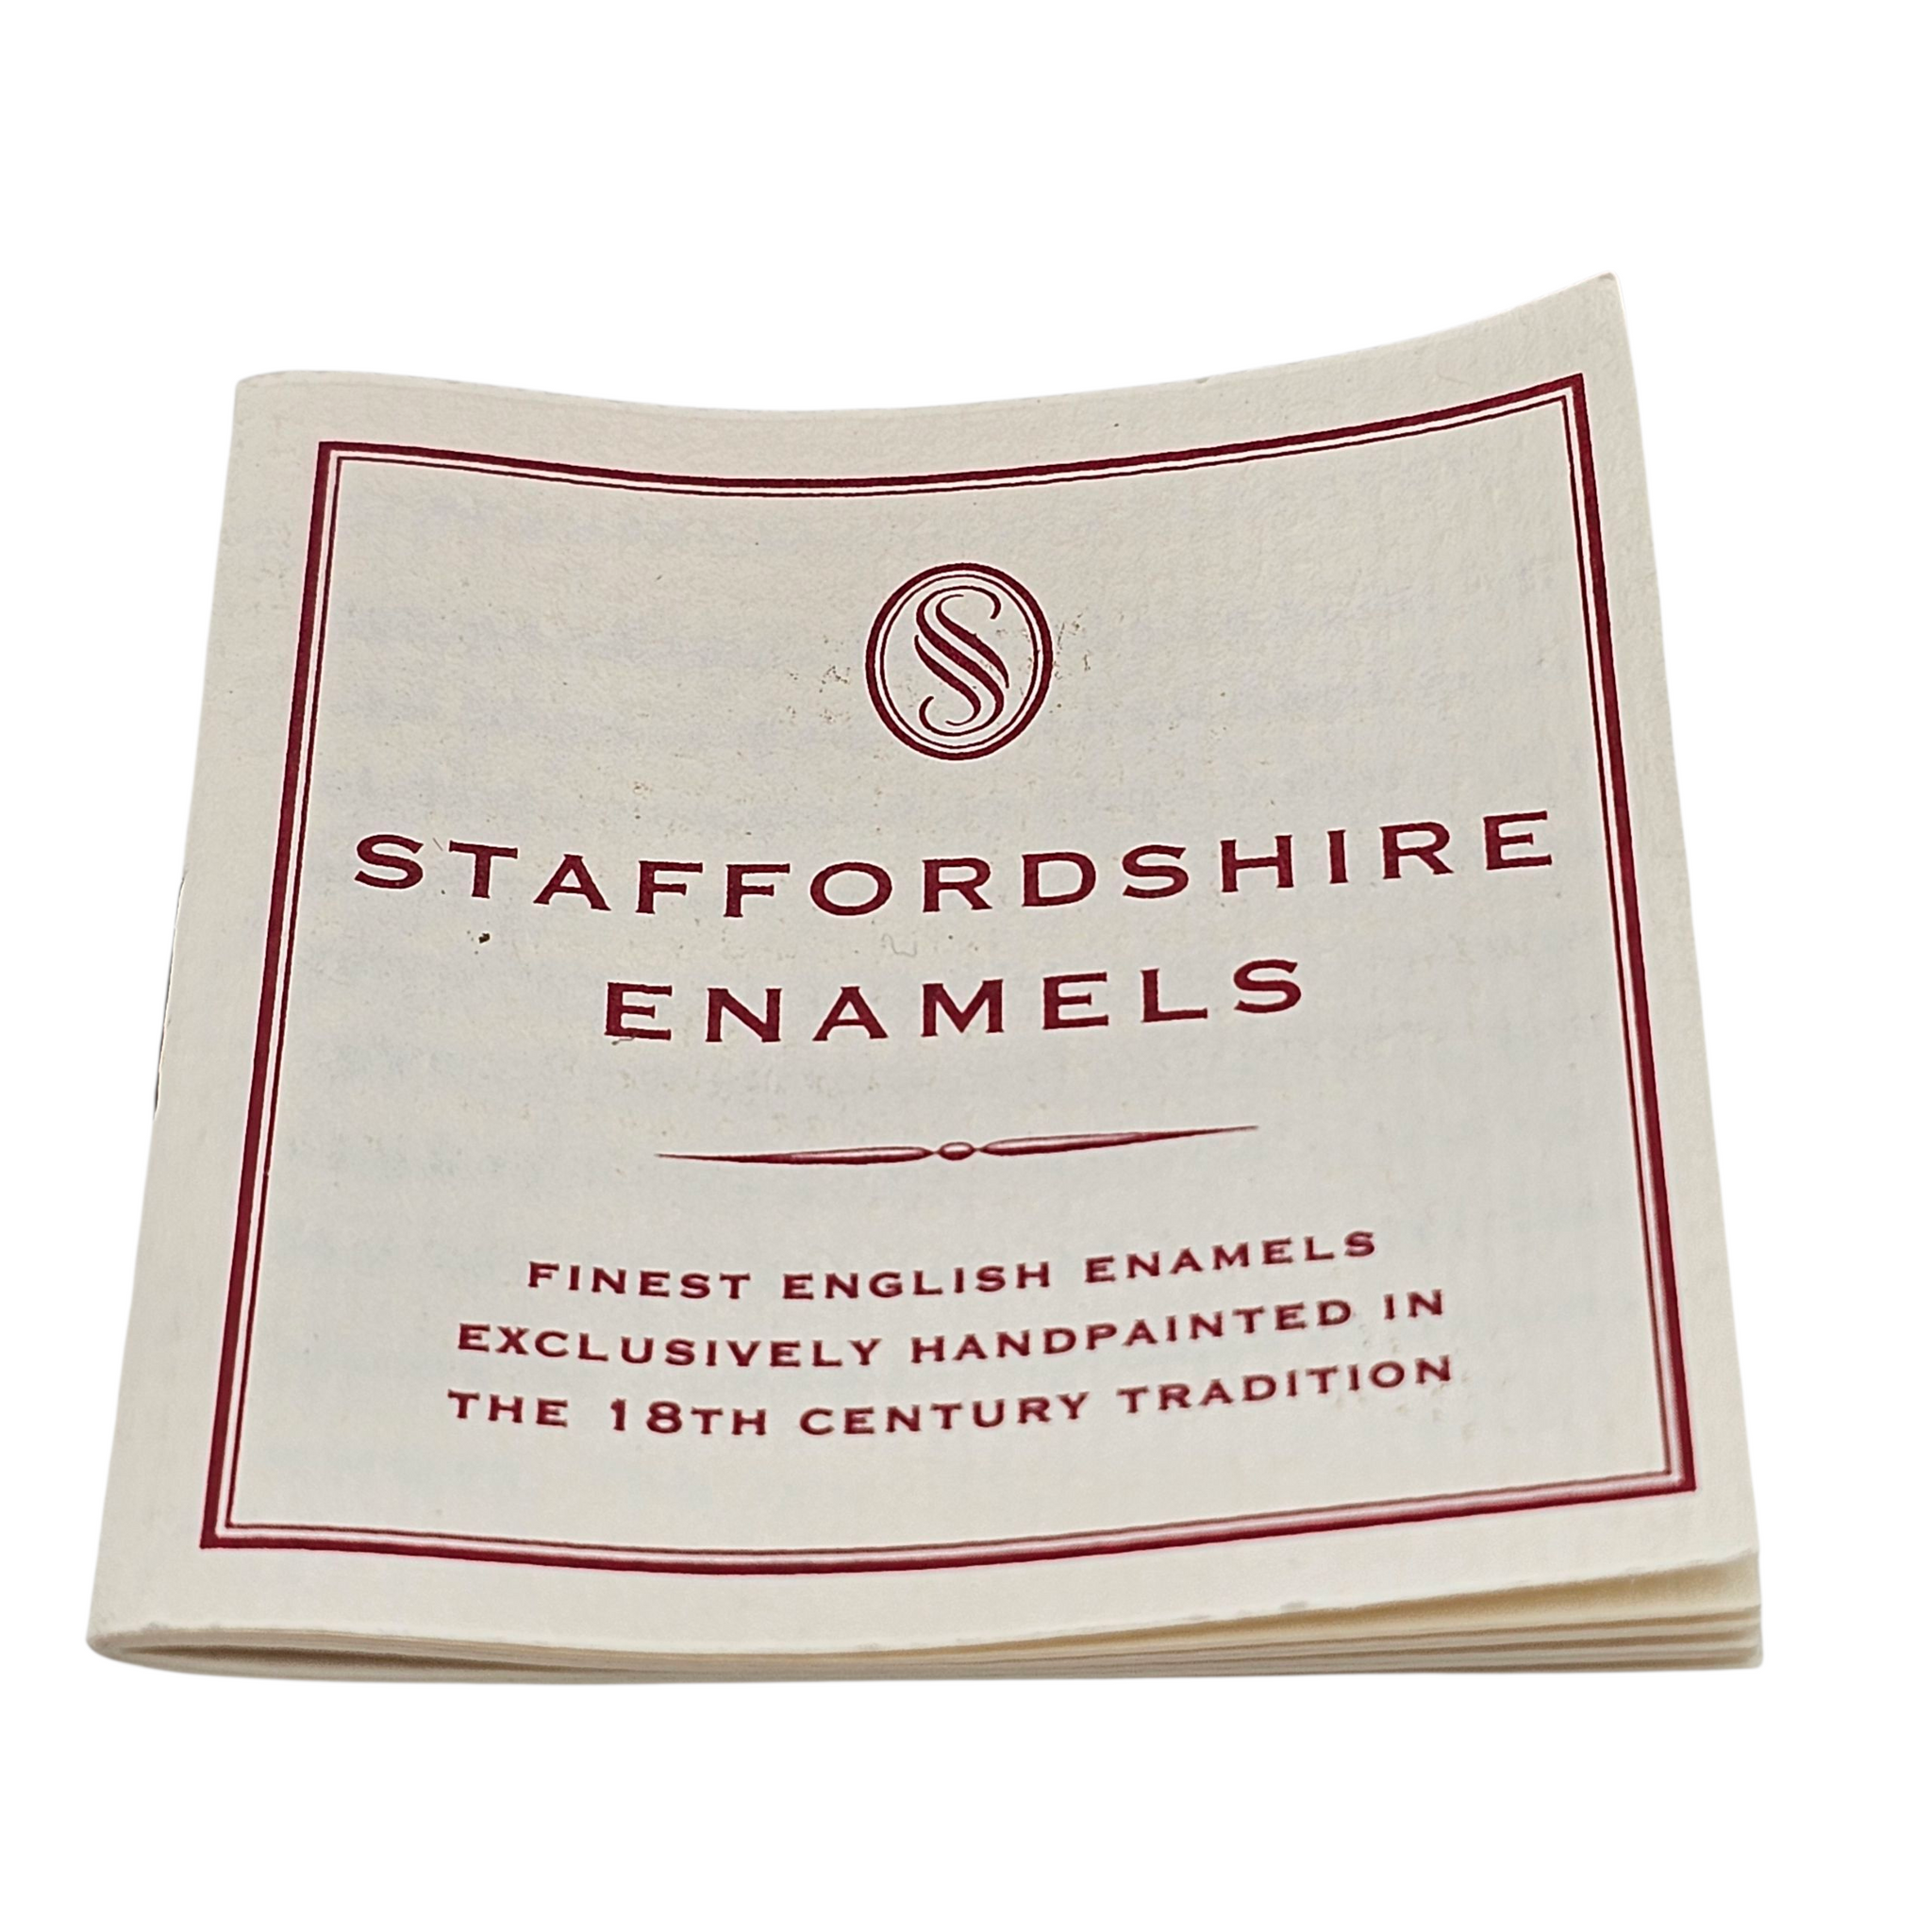 STAFFORDSHIRE
ENAMELS
FINEST ENGLISH ENAMELS
EXCLUSIVELY HANDPAINTED IN
THE 18TH CENTURY TRADITION